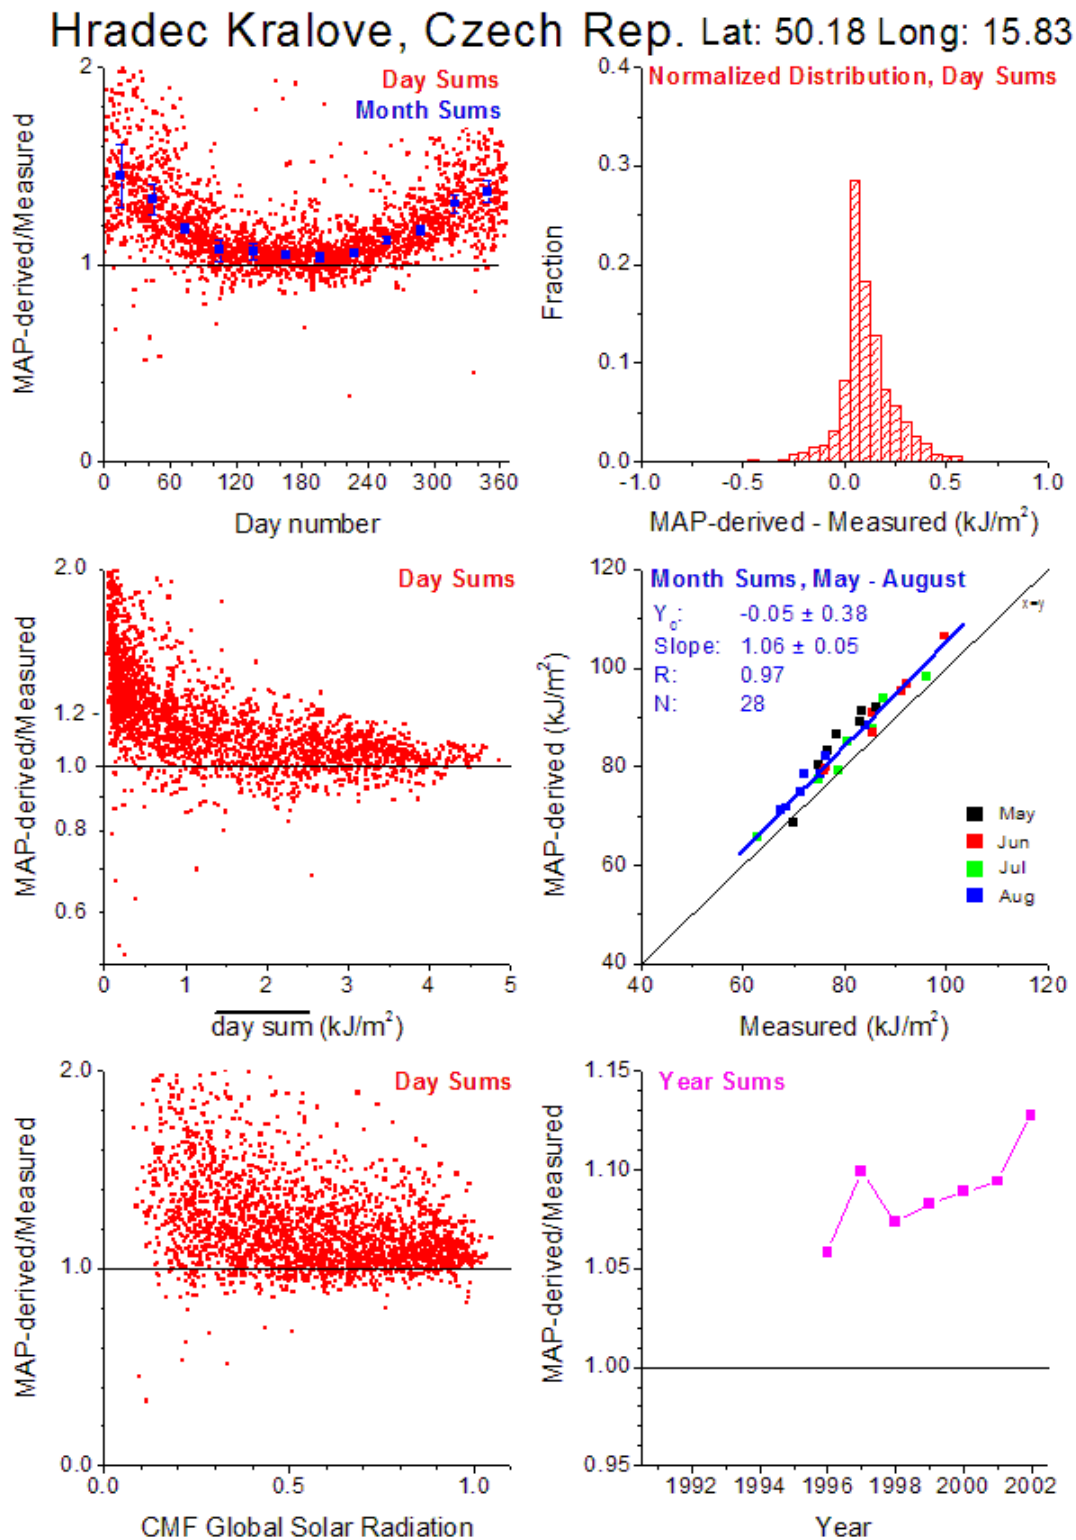 Hradec Kralove, Czech Rep. Lat: 50.18 Long: 15.83
Day Sums
Month Sums
MAP-derived/Measured
2
1
0
0 60 120 180 240 300 360
Day number
Normalized Distribution, Day Sums
Fraction
0.4
0.3
0.2
0.1
0.0
-1.0 -0.5 0.0 0.5 1.0
MAP-derived - Measured (kJ/m²)
Day Sums
MAP-derived/Measured
2.0
1.2
1.0
0.8
0.6
0 1 2 3 4 5
day sum (kJ/m²)
Month Sums, May - August
Y₀: -0.05 ± 0.38
Slope: 1.06 ± 0.05
R: 0.97
N: 28
x=y
MAP-derived (kJ/m²)
120
100
80
60
40
May
Jun
Jul
Aug
40 60 80 100 120
Measured (kJ/m²)
Day Sums
MAP-derived/Measured
2.0
1.0
0.0
0.0 0.5 1.0
CMF Global Solar Radiation
Year Sums
MAP-derived/Measured
1.15
1.10
1.05
1.00
0.95
1992 1994 1996 1998 2000 2002
Year